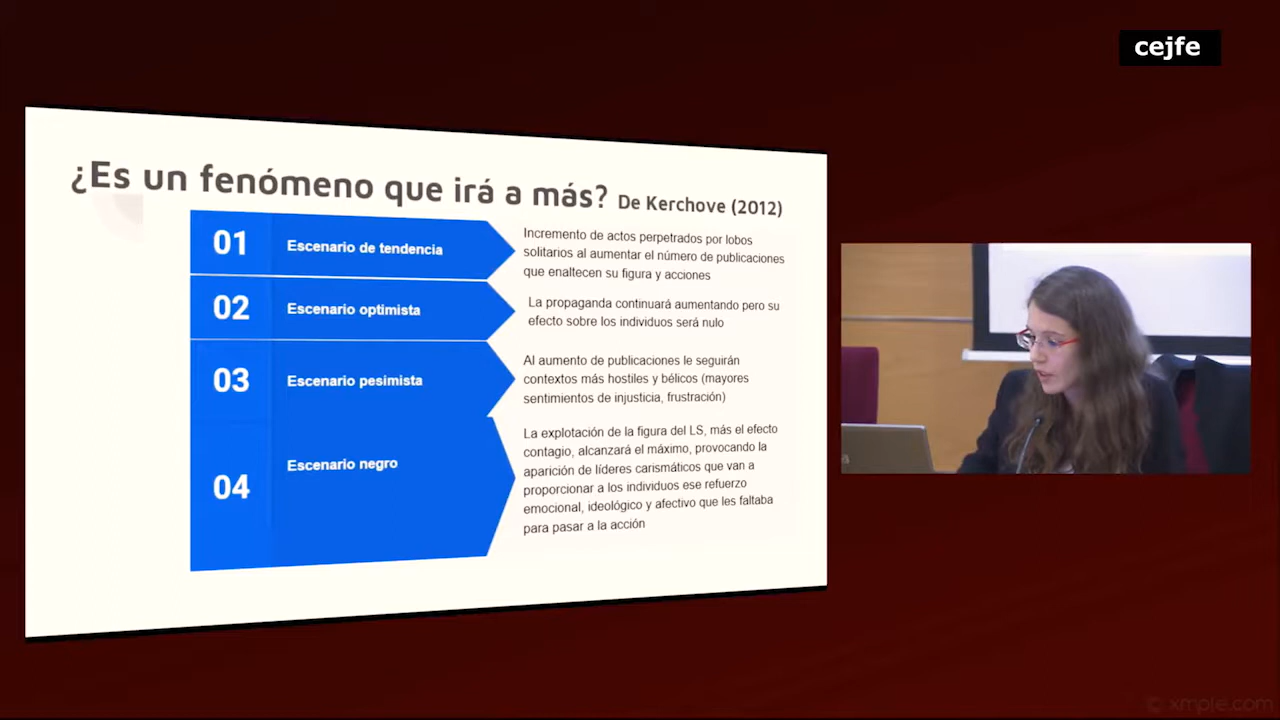 cejfe
¿Es un fenómeno que irá a más? De Kerchove (2012)
01
Escenario de tendencia
Incremento de actos perpetrados por lobos
solitarios al aumentar el número de publicaciones
que enaltecen su figura y acciones
02
Escenario optimista
La propaganda continuará aumentando pero su
efecto sobre los individuos será nulo
03
Escenario pesimista
Al aumento de publicaciones le seguirán
contextos más hostiles y bélicos (mayores
sentimientos de injusticia, frustración)
04
Escenario negro
La explotación de la figura del LS, más el efecto
contagio, alcanzará el máximo, provocando la
aparición de líderes carismáticos que van a
proporcionar a los individuos ese refuerzo
emocional, ideológico y afectivo que les faltaba
para pasar a la acción
© xmple.com